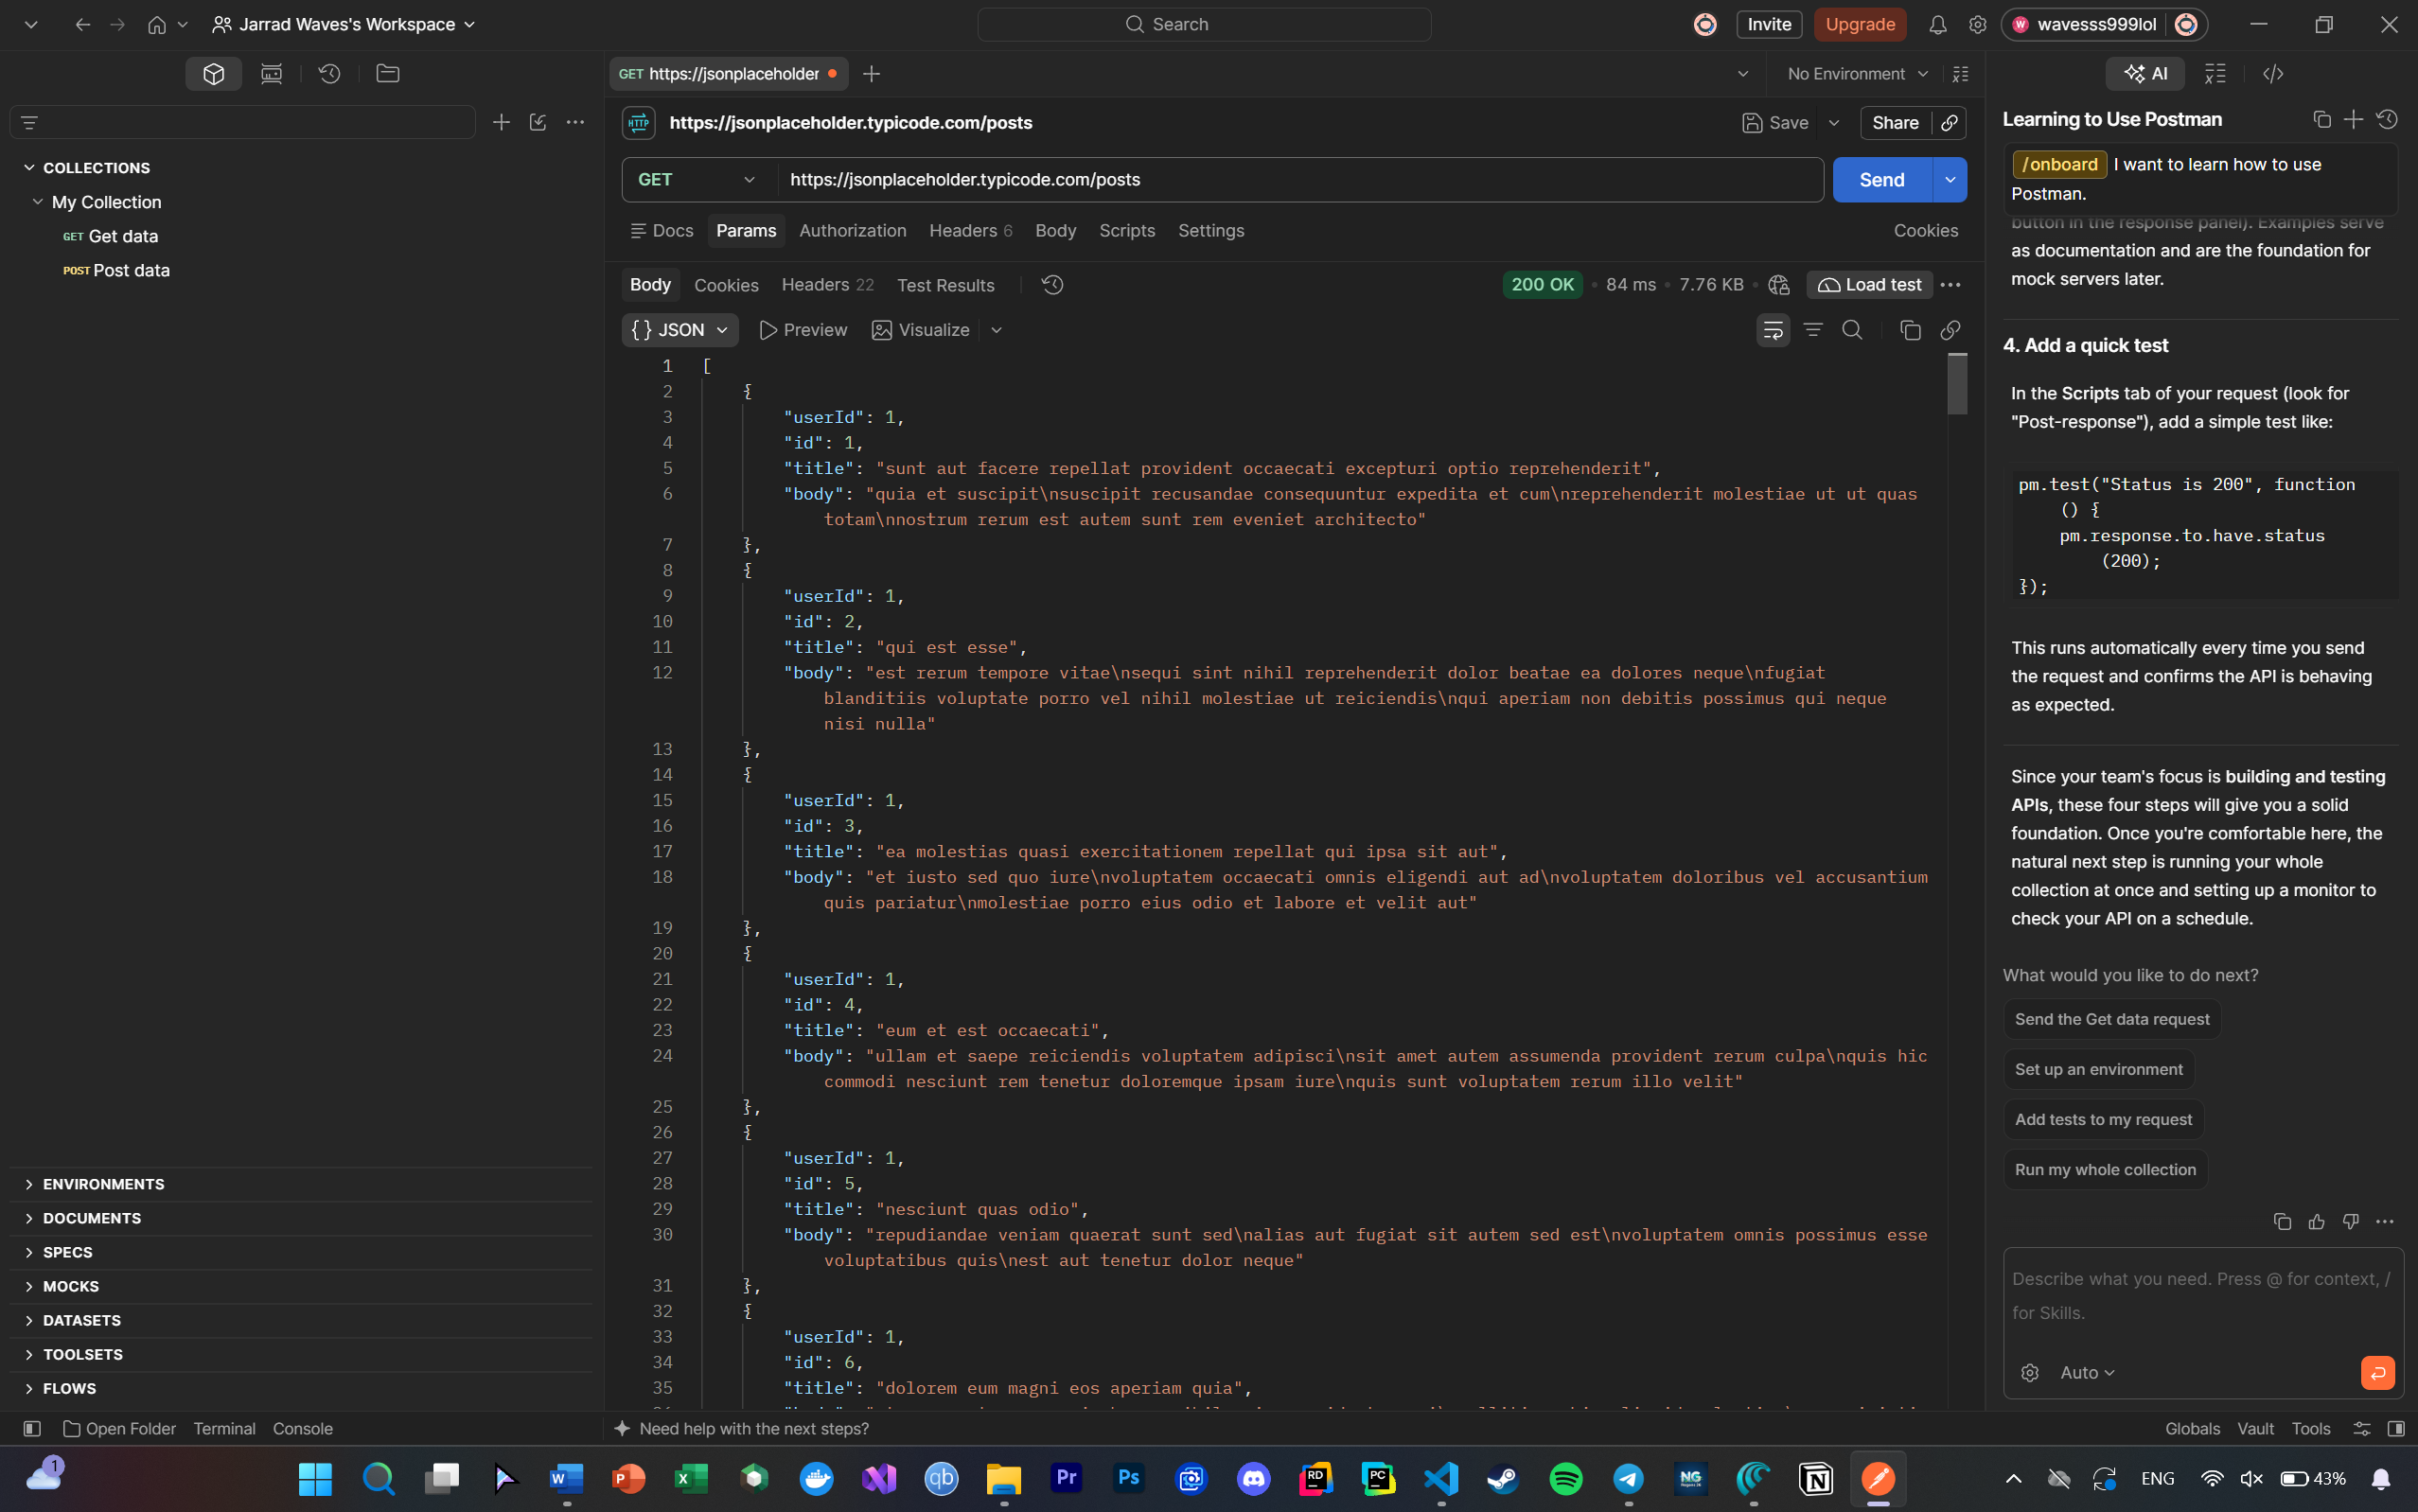 Jarrad Waves's Workspace
Search
Invite
Upgrade
W
wavesss999lol
GET https://jsonplaceholder
No Environment
AI
COLLECTIONS
My Collection
GET Get data
POST Post data
HTTP
https://jsonplaceholder.typicode.com/posts
Save
Share
GET
https://jsonplaceholder.typicode.com/posts
Send
Docs
Params
Authorization
Headers 6
Body
Scripts
Settings
Cookies
Body
Cookies
Headers 22
Test Results
200 OK
84 ms
7.76 KB
Load test
{} JSON
Preview
Visualize
1 [
2 {
3 "userId": 1,
4 "id": 1,
5 "title": "sunt aut facere repellat provident occaecati excepturi optio reprehenderit",
6 "body": "quia et suscipit\nsuscipit recusandae consequuntur expedita et cum\nreprehenderit molestiae ut ut quas
totam\nnostrum rerum est autem sunt rem eveniet architecto"
7 },
8 {
9 "userId": 1,
10 "id": 2,
11 "title": "qui est esse",
12 "body": "est rerum tempore vitae\nsequi sint nihil reprehenderit dolor beatae ea dolores neque\nfugiat
blanditiis voluptate porro vel nihil molestiae ut reiciendis\nqui aperiam non debitis possimus qui neque
nisi nulla"
13 },
14 {
15 "userId": 1,
16 "id": 3,
17 "title": "ea molestias quasi exercitationem repellat qui ipsa sit aut",
18 "body": "et iusto sed quo iure\nvoluptatem occaecati omnis eligendi aut ad\nvoluptatem doloribus vel accusantium
quis pariatur\nmolestiae porro eius odio et labore et velit aut"
19 },
20 {
21 "userId": 1,
22 "id": 4,
23 "title": "eum et est occaecati",
24 "body": "ullam et saepe reiciendis voluptatem adipisci\nsit amet autem assumenda provident rerum culpa\nquis hic
commodi nesciunt rem tenetur doloremque ipsam iure\nquis sunt voluptatem rerum illo velit"
25 },
26 {
27 "userId": 1,
28 "id": 5,
29 "title": "nesciunt quas odio",
30 "body": "repudiandae veniam quaerat sunt sed\nalias aut fugiat sit autem sed est\nvoluptatem omnis possimus esse
voluptatibus quis\nest aut tenetur dolor neque"
31 },
32 {
33 "userId": 1,
34 "id": 6,
35 "title": "dolorem eum magni eos aperiam quia",
Learning to Use Postman
/onboard I want to learn how to use
Postman.
button in the response panel). Examples serve
as documentation and are the foundation for
mock servers later.
4. Add a quick test
In the Scripts tab of your request (look for
"Post-response"), add a simple test like:
pm.test("Status is 200", function
() {
pm.response.to.have.status
(200);
});
This runs automatically every time you send
the request and confirms the API is behaving
as expected.
Since your team's focus is building and testing
APIs, these four steps will give you a solid
foundation. Once you're comfortable here, the
natural next step is running your whole
collection at once and setting up a monitor to
check your API on a schedule.
What would you like to do next?
Send the Get data request
Set up an environment
Add tests to my request
Run my whole collection
Describe what you need. Press @ for context, /
for Skills.
Auto
ENVIRONMENTS
DOCUMENTS
SPECS
MOCKS
DATASETS
TOOLSETS
FLOWS
Open Folder
Terminal
Console
Need help with the next steps?
Globals
Vault
Tools
1
W
P
X
qb
Pr
Ps
RD
PC
NG
N
ENG
43%